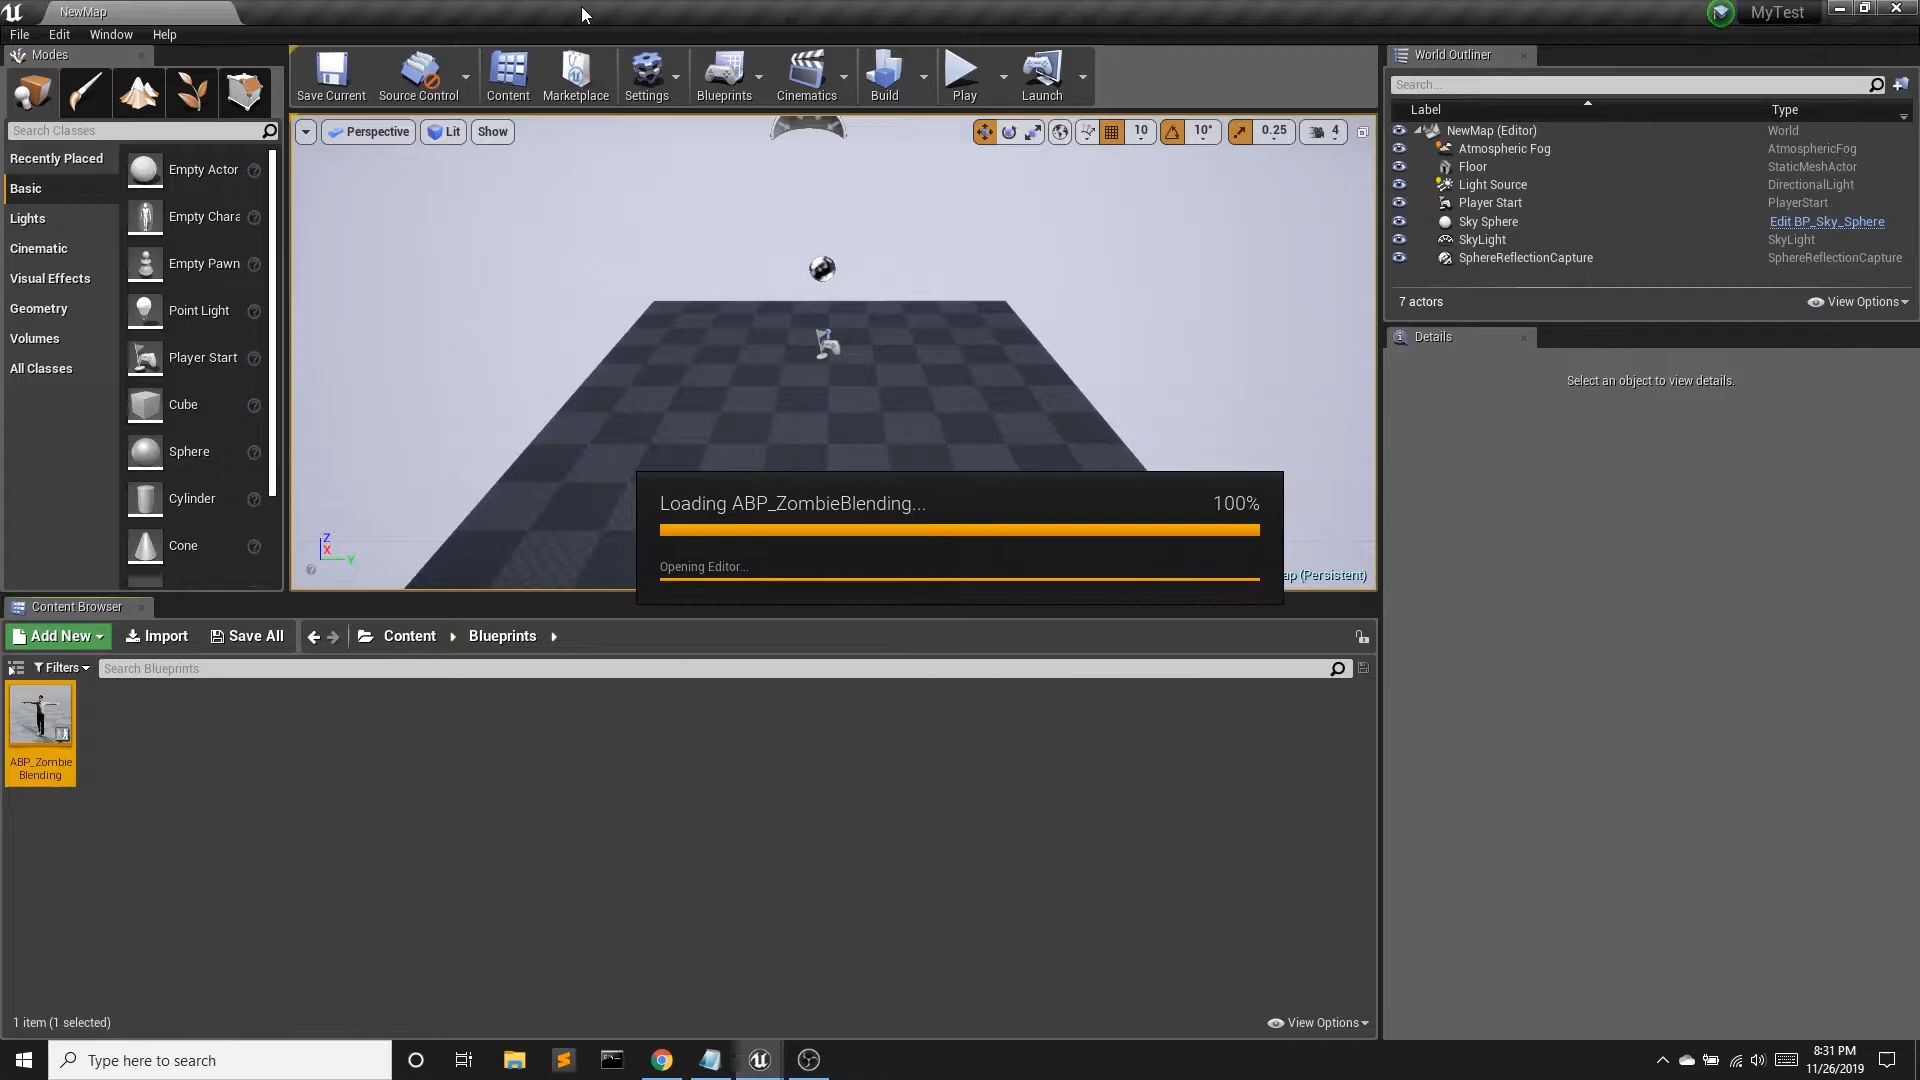 NewMap
MyTest
File Edit Window Help
Modes
Save Current Source Control Content Marketplace Settings Blueprints Cinematics Build Play Launch
World Outliner
Search...
Label Type
Search Classes
Perspective Lit Show 10 10° 0.25 4
NewMap (Editor) World
Atmospheric Fog AtmosphericFog
Floor StaticMeshActor
Light Source DirectionalLight
Player Start PlayerStart
Sky Sphere Edit BP_Sky_Sphere
SkyLight SkyLight
SphereReflectionCapture SphereReflectionCapture
7 actors View Options
Details
Select an object to view details.
Recently Placed
Basic
Lights
Cinematic
Visual Effects
Geometry
Volumes
All Classes
Empty Actor
Empty Chara
Empty Pawn
Point Light
Player Start
Cube
Sphere
Cylinder
Cone
Z
X
Y
Loading ABP_ZombieBlending... 100%
Opening Editor...
ap (Persistent)
Content Browser
Add New Import Save All Content Blueprints
Filters Search Blueprints
ABP_Zombie
Blending
1 item (1 selected) View Options
Type here to search
8:31 PM
11/26/2019